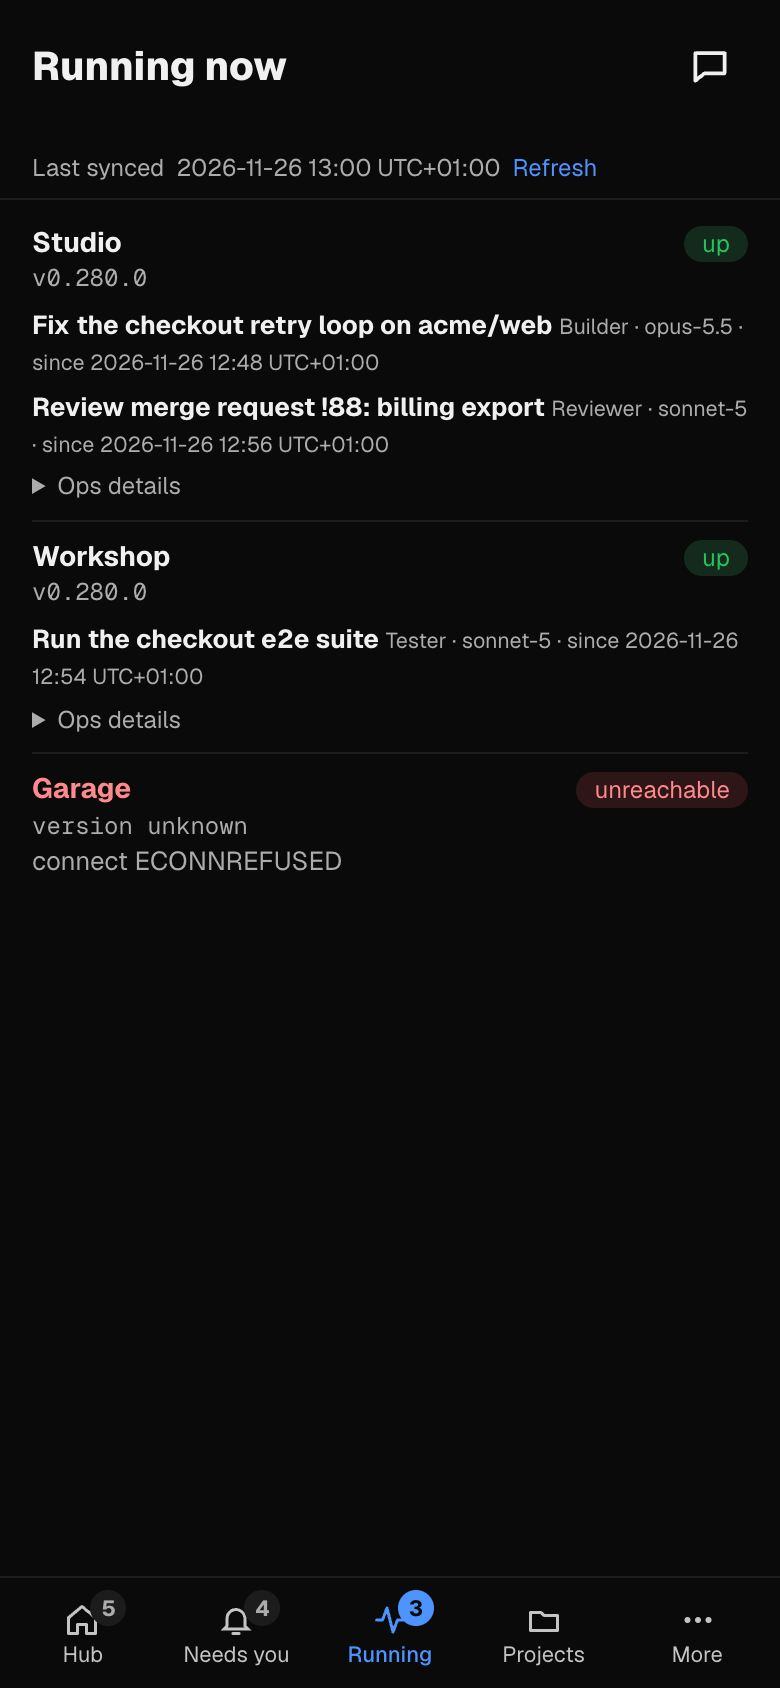 Running now
Last synced 2026-11-26 13:00 UTC+01:00 Refresh
Studio
up
v0.280.0
Fix the checkout retry loop on acme/web Builder · opus-5.5 ·
since 2026-11-26 12:48 UTC+01:00
Review merge request !88: billing export Reviewer · sonnet-5
· since 2026-11-26 12:56 UTC+01:00
Ops details
Workshop
up
v0.280.0
Run the checkout e2e suite Tester · sonnet-5 · since 2026-11-26
12:54 UTC+01:00
Ops details
Garage
unreachable
version unknown
connect ECONNREFUSED
5
4
3
Hub
Needs you
Running
Projects
More